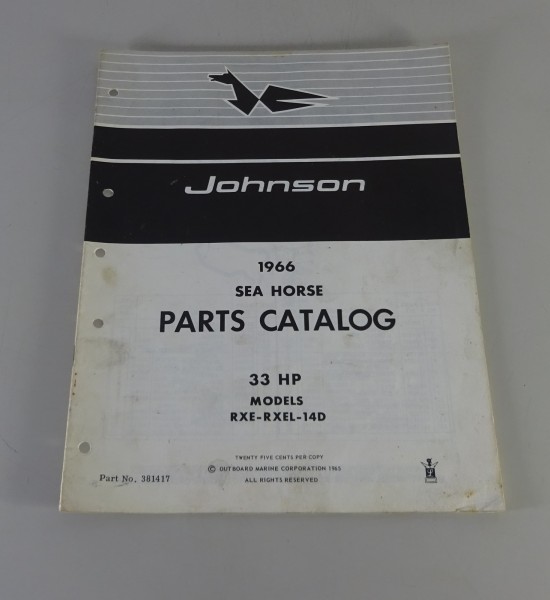 Johnson
1966
SEA HORSE
PARTS CATALOG
33 HP
MODELS
RXE-RXEL-14D
TWENTY FIVE CENTS PER COPY
© OUTBOARD MARINE CORPORATION 1965
ALL RIGHTS RESERVED
Part No. 381417